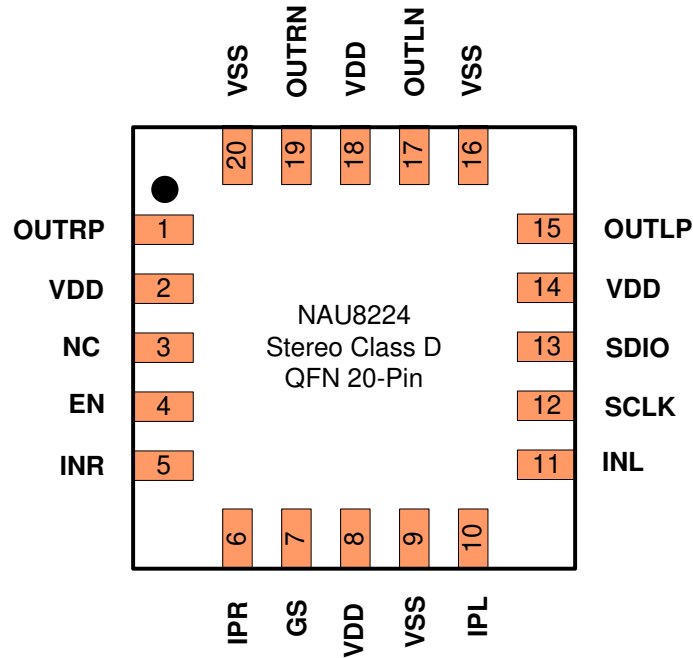 VSS
OUTRN
VDD
OUTLN
VSS
20
19
18
17
16
OUTRP 1
15 OUTLP
VDD 2
14 VDD
NC 3
13 SDIO
EN 4
12 SCLK
INR 5
11 INL
NAU8224
Stereo Class D
QFN 20-Pin
6
7
8
9
10
IPR
GS
VDD
VSS
IPL